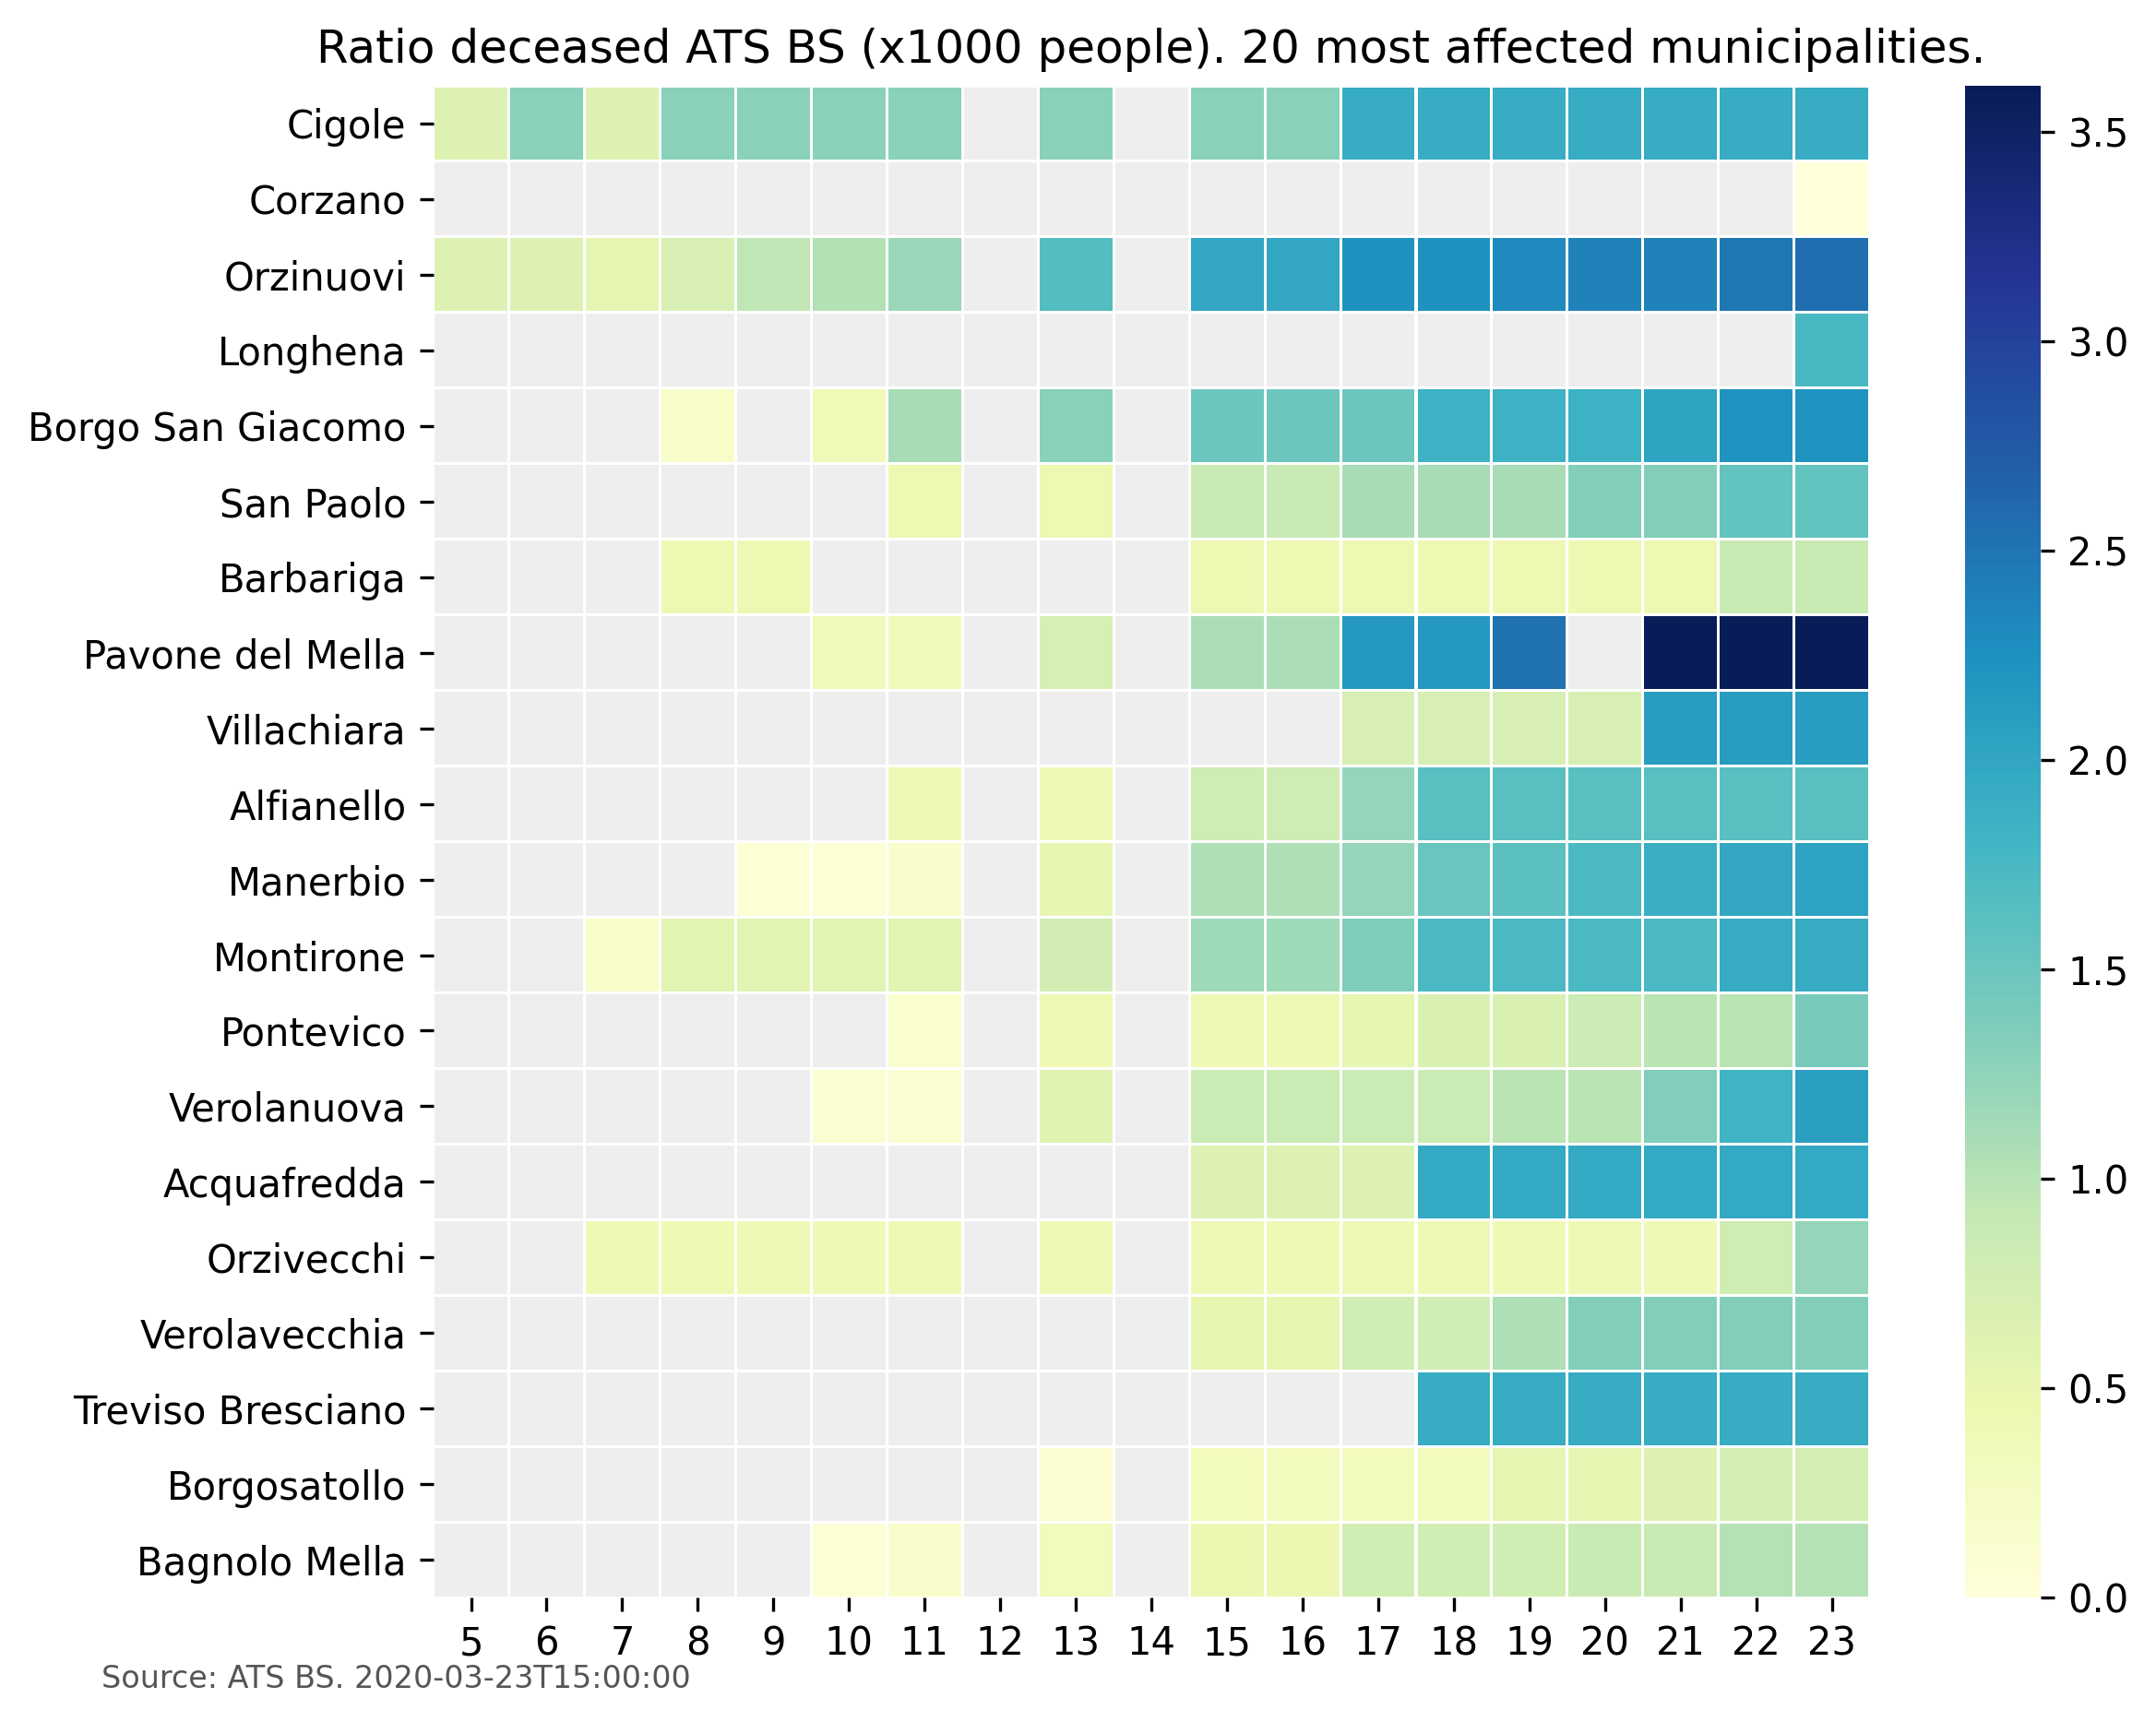 Ratio deceased ATS BS (x1000 people). 20 most affected municipalities.
Cigole
Corzano
Orzinuovi
Longhena
Borgo San Giacomo
San Paolo
Barbariga
Pavone del Mella
Villachiara
Alfianello
Manerbio
Montirone
Pontevico
Verolanuova
Acquafredda
Orzivecchi
Verolavecchia
Treviso Bresciano
Borgosatollo
Bagnolo Mella
5 6 7 8 9 10 11 12 13 14 15 16 17 18 19 20 21 22 23
3.5
3.0
2.5
2.0
1.5
1.0
0.5
0.0
Source: ATS BS. 2020-03-23T15:00:00